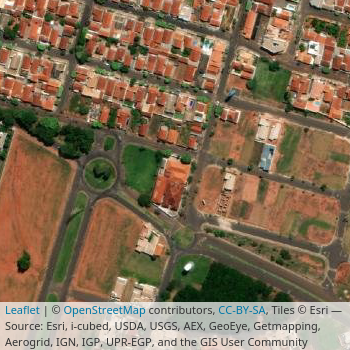 Leaflet | © OpenStreetMap contributors, CC-BY-SA, Tiles © Esri —
Source: Esri, i-cubed, USDA, USGS, AEX, GeoEye, Getmapping,
Aerogrid, IGN, IGP, UPR-EGP, and the GIS User Community